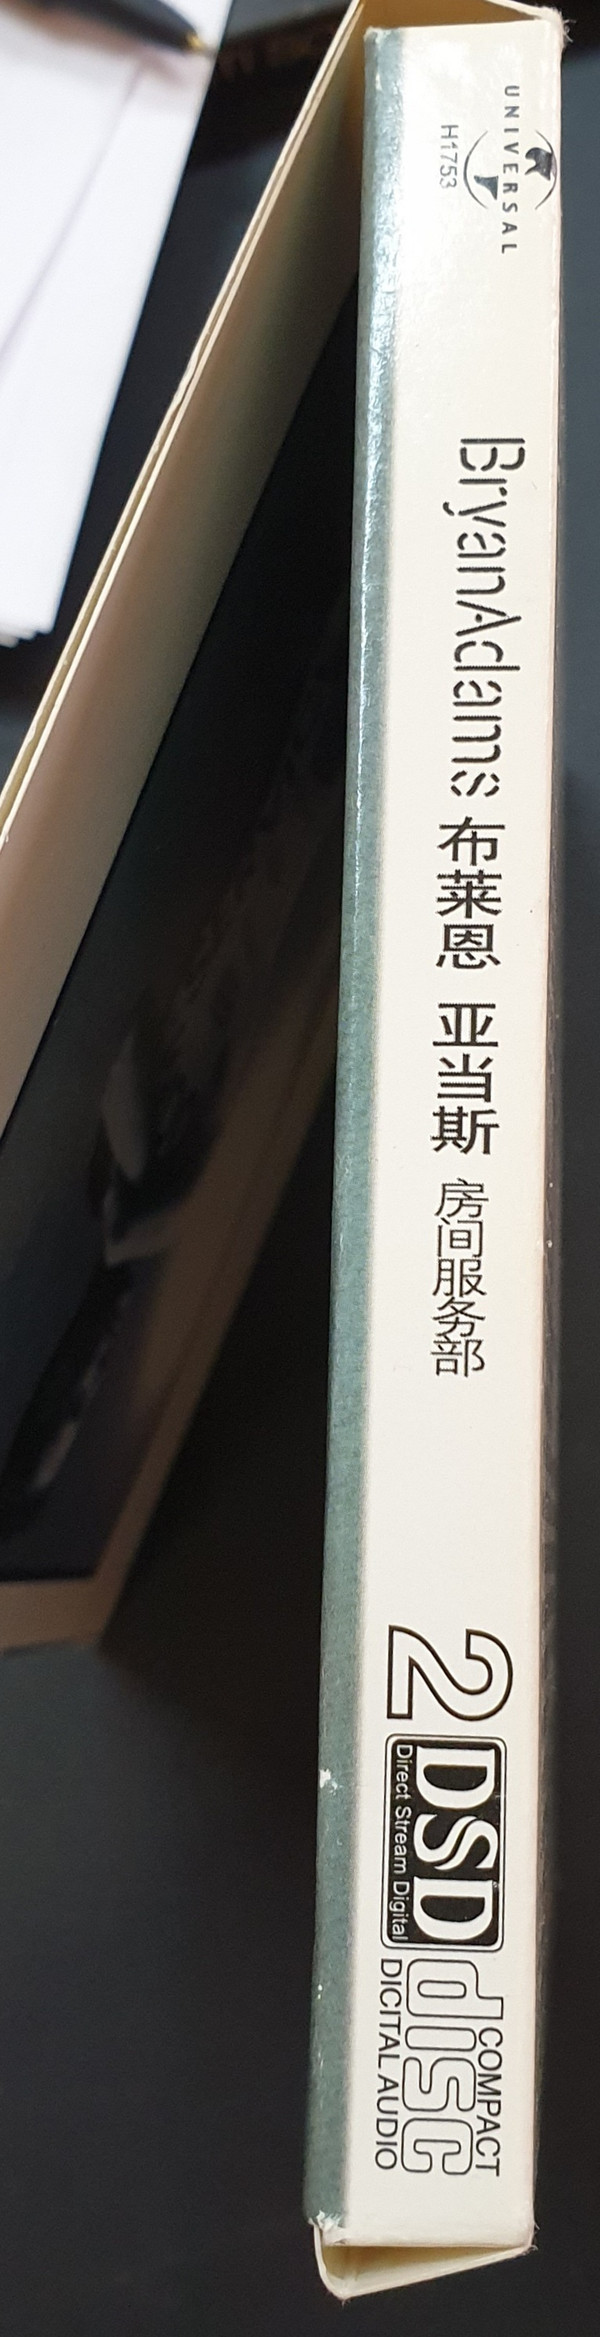 UNIVERSAL
H1753
BryanAdams 布莱恩 亚当斯 房间服务部
2
DSD
Direct Stream Digital
COMPACT
disc
DICITAL AUDIO